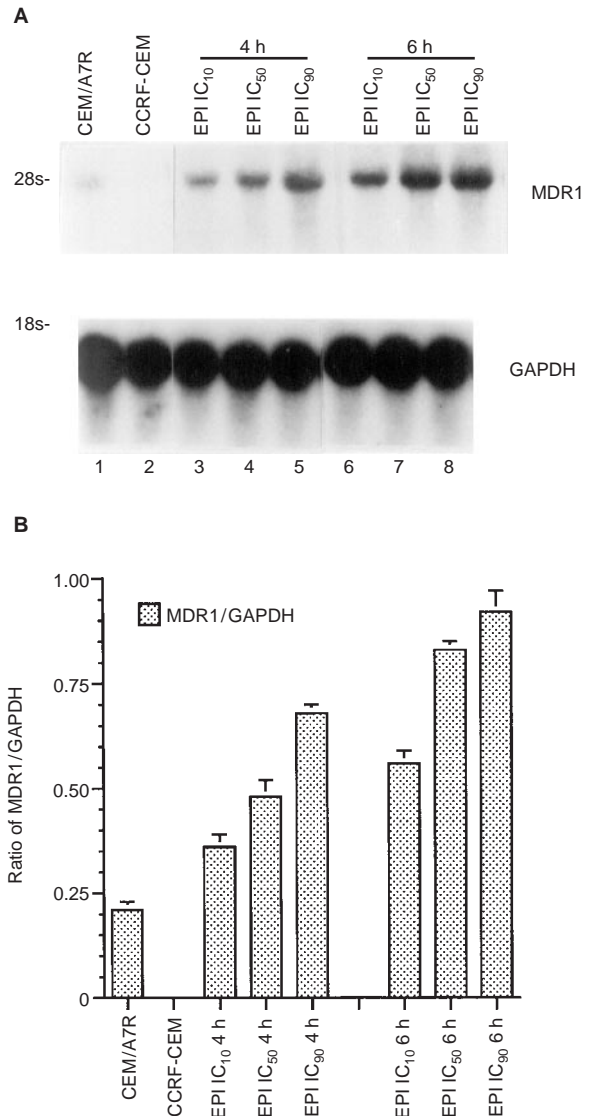 A
4 h
6 h
CEM/A7R
CCRF-CEM
EPI IC10
EPI IC50
EPI IC90
EPI IC10
EPI IC50
EPI IC90
28s-
MDR1
18s-
GAPDH
1 2 3 4 5 6 7 8
B
1.00
0.75
0.50
0.25
0
Ratio of MDR1/GAPDH
MDR1/GAPDH
CEM/A7R
CCRF-CEM
EPI IC10 4 h
EPI IC50 4 h
EPI IC90 4 h
EPI IC10 6 h
EPI IC50 6 h
EPI IC90 6 h